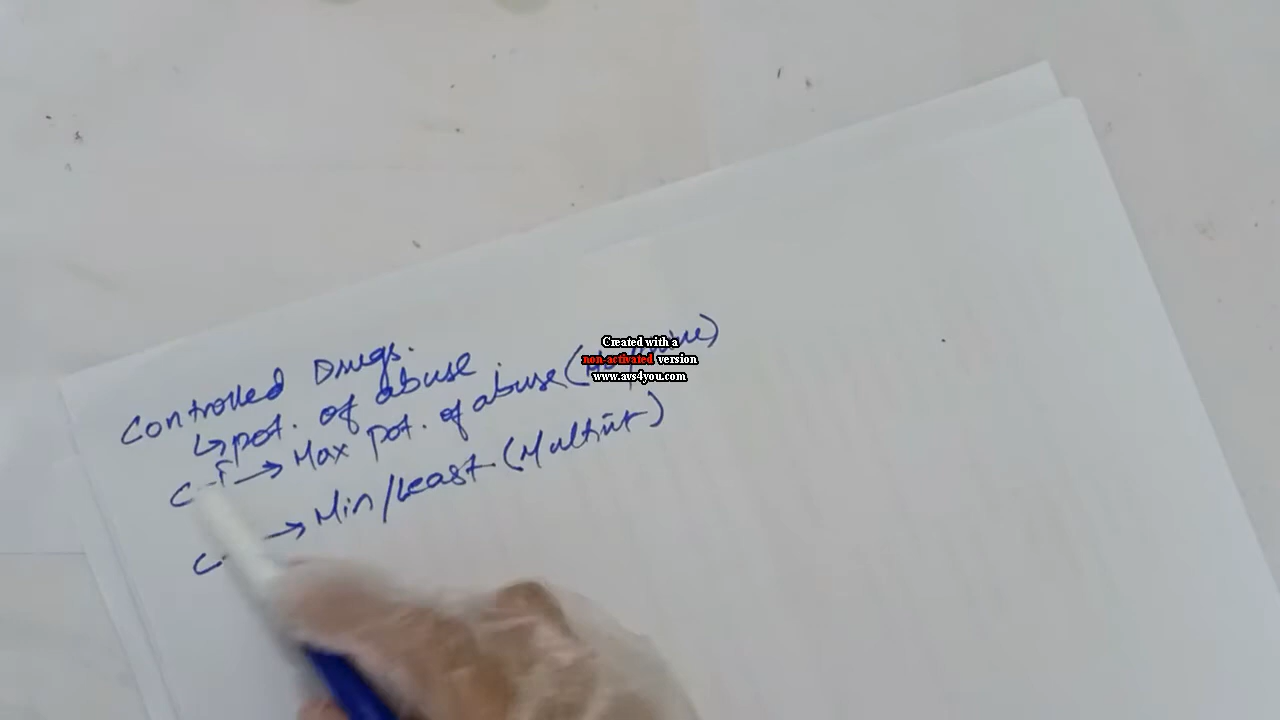 Controlled Drugs.
↳ pot. of abuse.
C-I → Max pot. of abuse (
C- → Min/Least. (
Created with a
non-activated version
www.avs4you.com